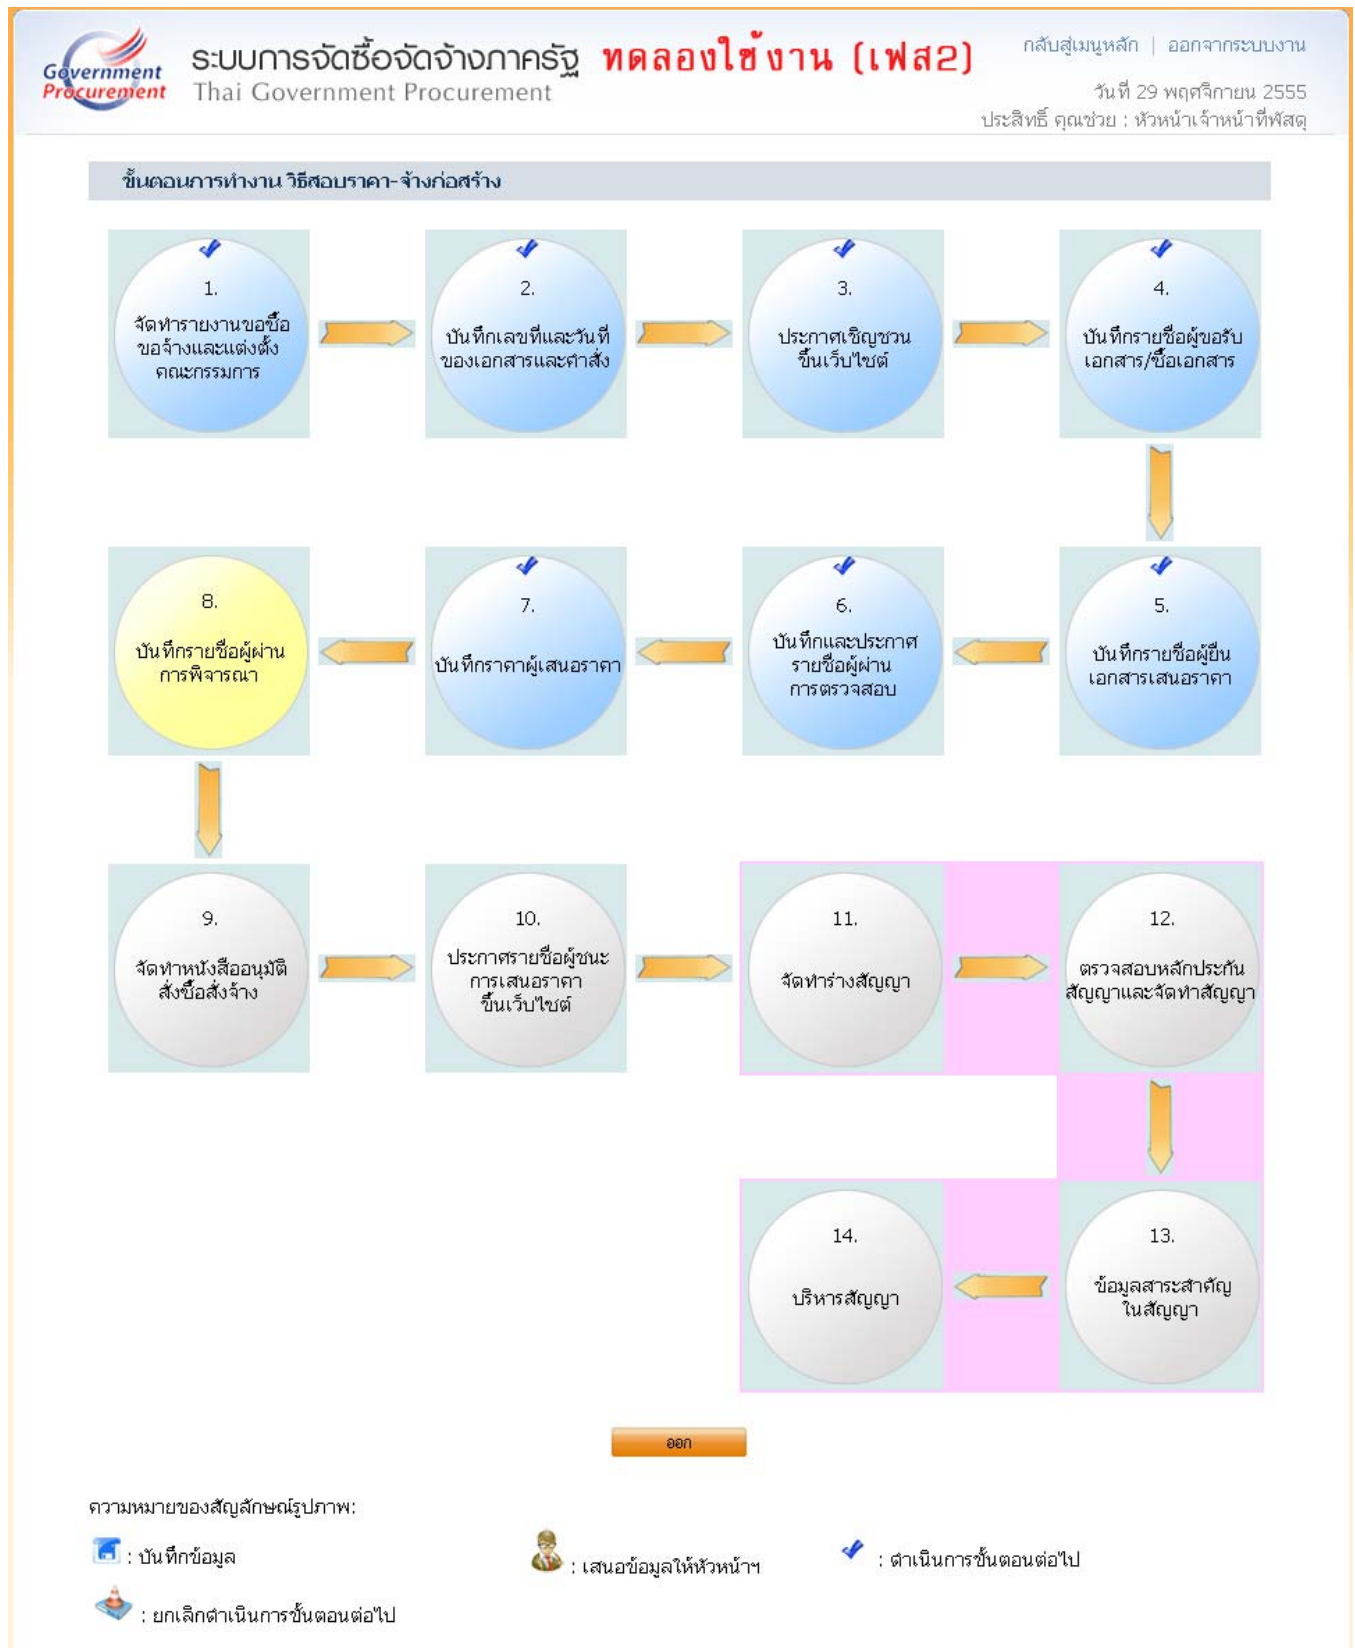 Government
Procurement
ระบบการจัดซื้อจัดจ้างภาครัฐ ทดลองใช้งาน (เฟส2)
Thai Government Procurement
กลับสู่เมนูหลัก | ออกจากระบบงาน
วันที่ 29 พฤศจิกายน 2555
ประสิทธิ์ คุณช่วย : หัวหน้าเจ้าหน้าที่พัสดุ
ขั้นตอนการทำงาน วิธีสอบราคา-จ้างก่อสร้าง
1.
จัดทำรายงานขอซื้อ
ขอจ้างและแต่งตั้ง
คณะกรรมการ
2.
บันทึกเลขที่และวันที่
ของเอกสารและคำสั่ง
3.
ประกาศเชิญชวน
ขึ้นเว็บไซต์
4.
บันทึกรายชื่อผู้ขอรับ
เอกสาร/ซื้อเอกสาร
5.
บันทึกรายชื่อผู้ยื่น
เอกสารเสนอราคา
6.
บันทึกและประกาศ
รายชื่อผู้ผ่าน
การตรวจสอบ
7.
บันทึกราคาผู้เสนอราคา
8.
บันทึกรายชื่อผู้ผ่าน
การพิจารณา
9.
จัดทำหนังสืออนุมัติ
สั่งซื้อสั่งจ้าง
10.
ประกาศรายชื่อผู้ชนะ
การเสนอราคา
ขึ้นเว็บไซต์
11.
จัดทำร่างสัญญา
12.
ตรวจสอบหลักประกัน
สัญญาและจัดทำสัญญา
13.
ข้อมูลสาระสำคัญ
ในสัญญา
14.
บริหารสัญญา
ออก
ความหมายของสัญลักษณ์รูปภาพ:
: บันทึกข้อมูล
: เสนอข้อมูลให้หัวหน้าฯ
: ดำเนินการขั้นตอนต่อไป
: ยกเลิกดำเนินการขั้นตอนต่อไป